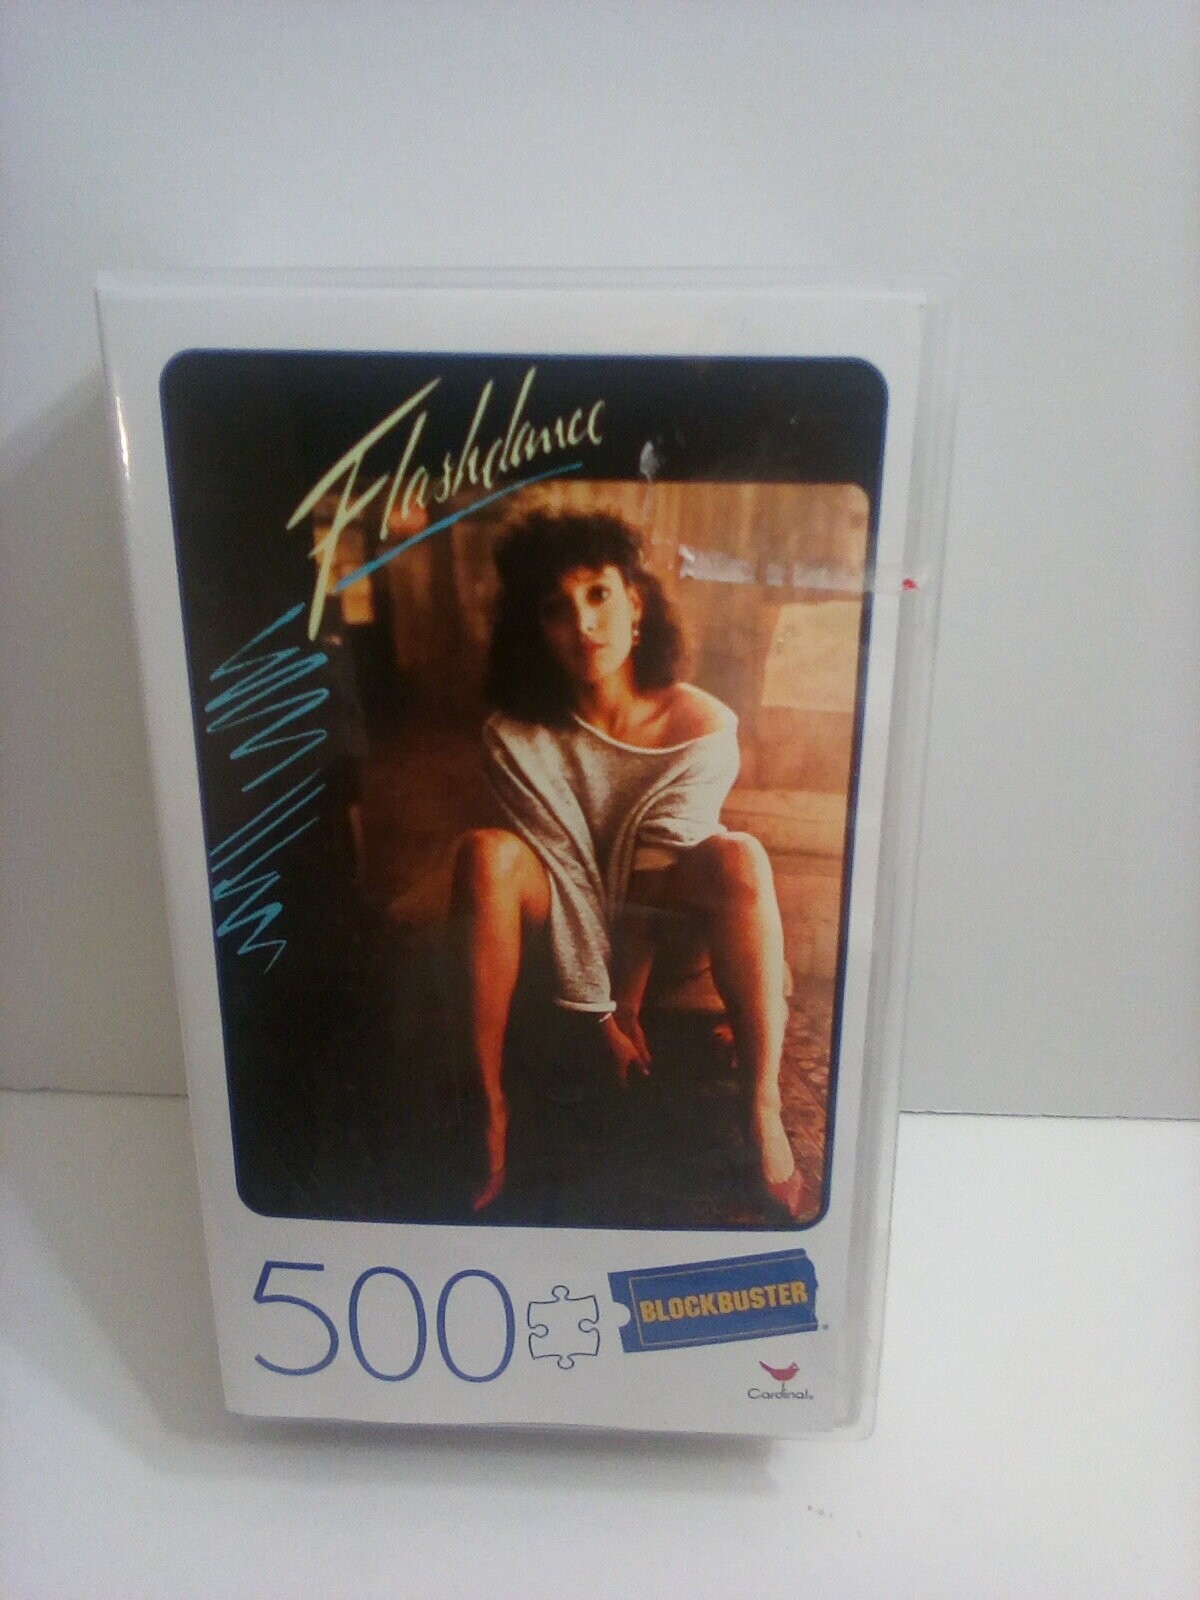 Flashdance
500
BLOCKBUSTER
Cardinal